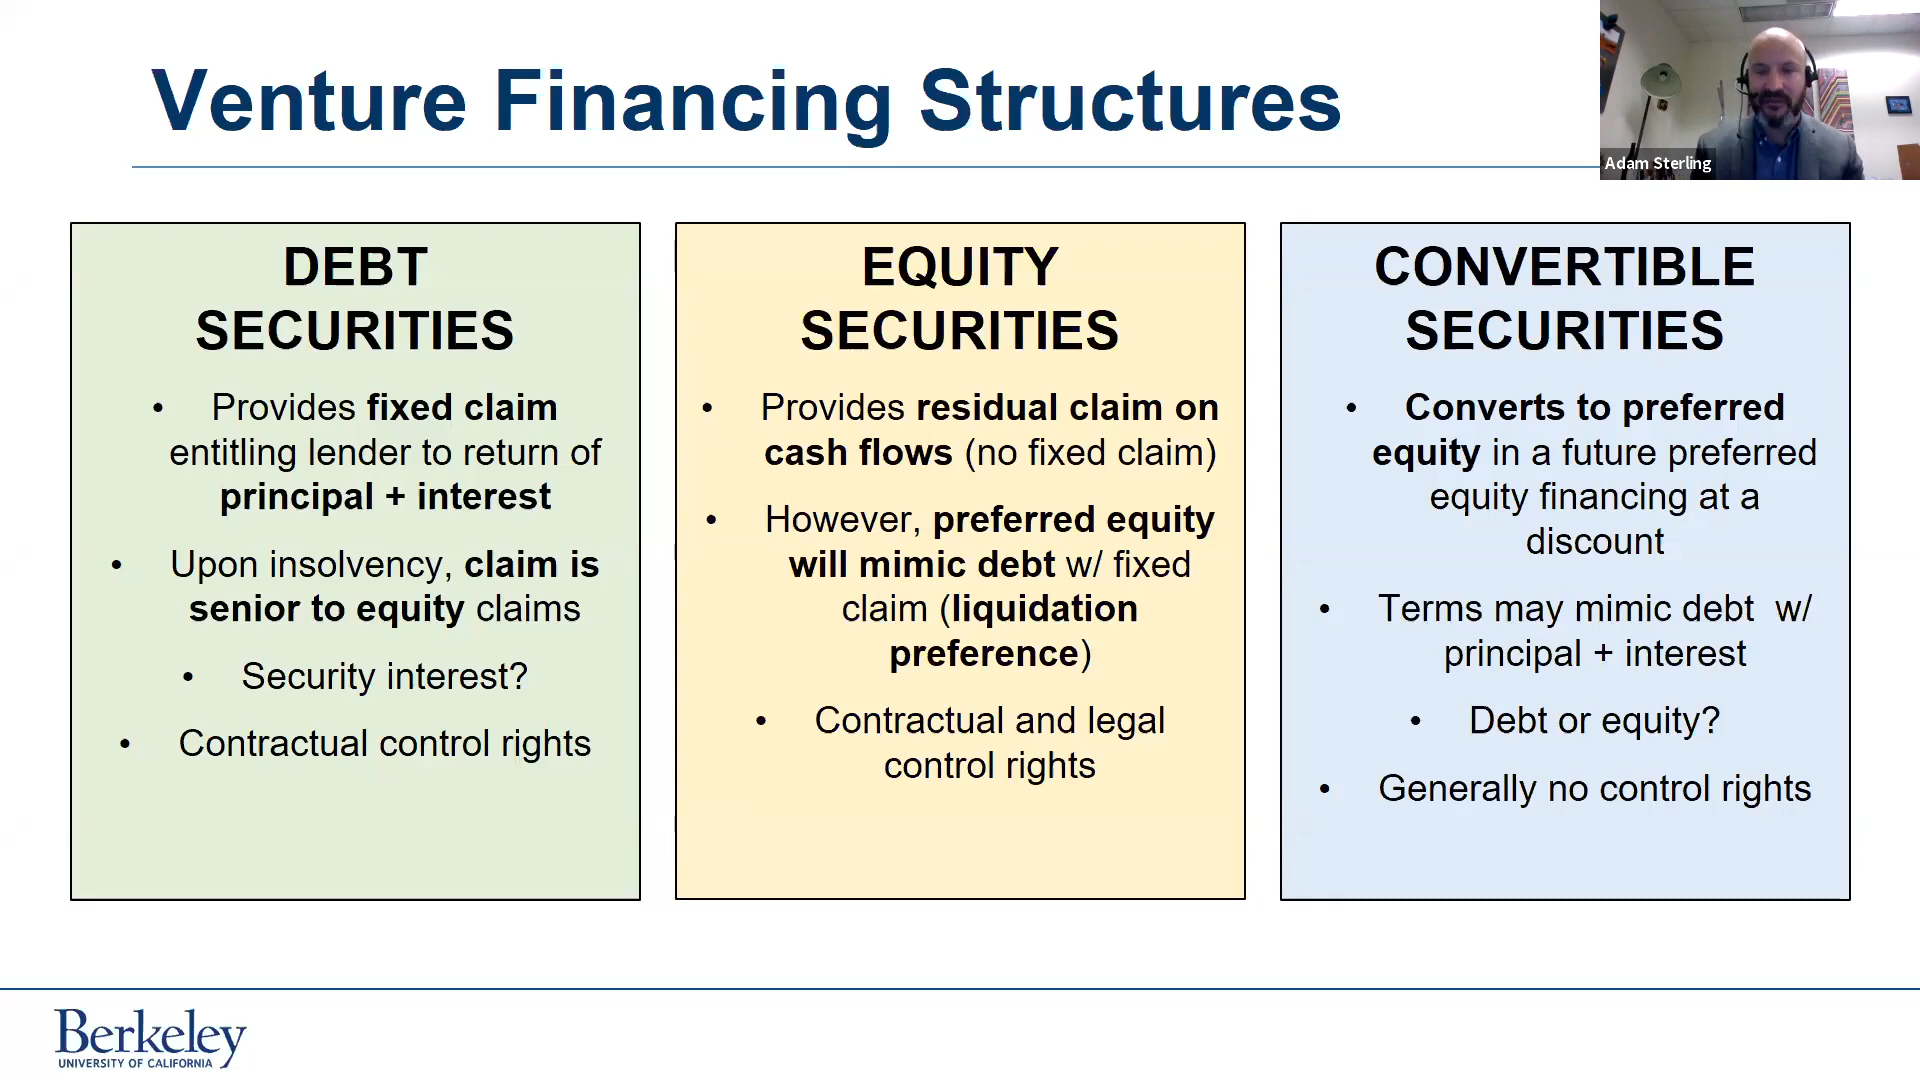 Venture Financing Structures
Adam Sterling
DEBT
SECURITIES
• Provides fixed claim
entitling lender to return of
principal + interest
• Upon insolvency, claim is
senior to equity claims
• Security interest?
• Contractual control rights
EQUITY
SECURITIES
• Provides residual claim on
cash flows (no fixed claim)
• However, preferred equity
will mimic debt w/ fixed
claim (liquidation
preference)
• Contractual and legal
control rights
CONVERTIBLE
SECURITIES
• Converts to preferred
equity in a future preferred
equity financing at a
discount
• Terms may mimic debt w/
principal + interest
• Debt or equity?
• Generally no control rights
Berkeley
UNIVERSITY OF CALIFORNIA